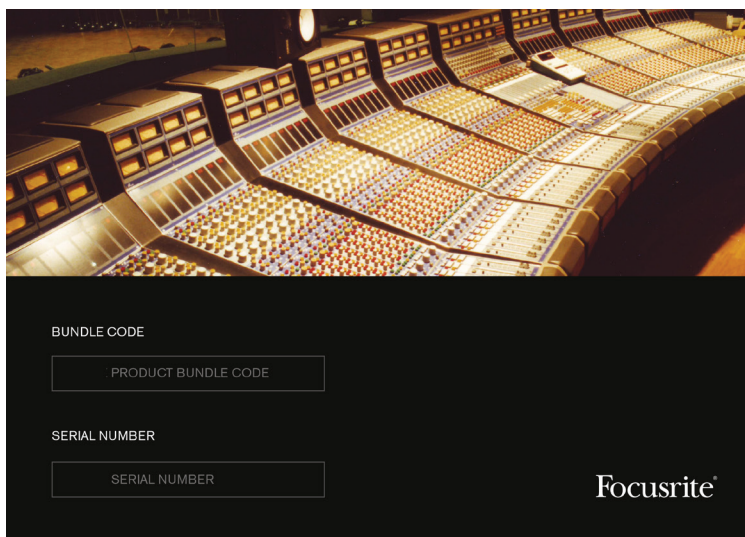 BUNDLE CODE
PRODUCT BUNDLE CODE
SERIAL NUMBER
SERIAL NUMBER
Focusrite®